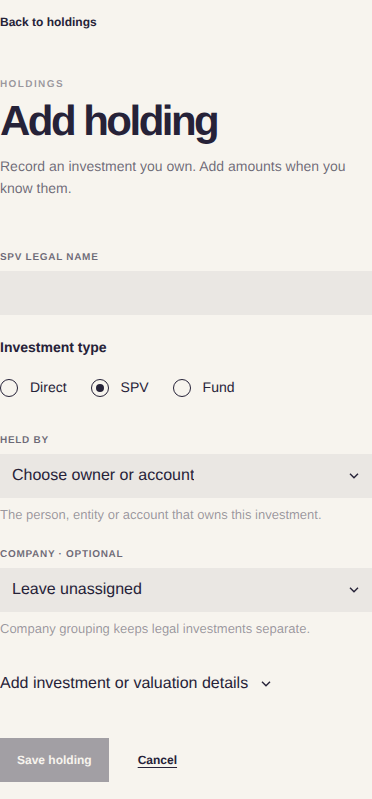 Back to holdings
HOLDINGS
Add holding
Record an investment you own. Add amounts when you
know them.
SPV LEGAL NAME
Investment type
Direct SPV Fund
HELD BY
Choose owner or account
The person, entity or account that owns this investment.
COMPANY · OPTIONAL
Leave unassigned
Company grouping keeps legal investments separate.
Add investment or valuation details
Save holding Cancel